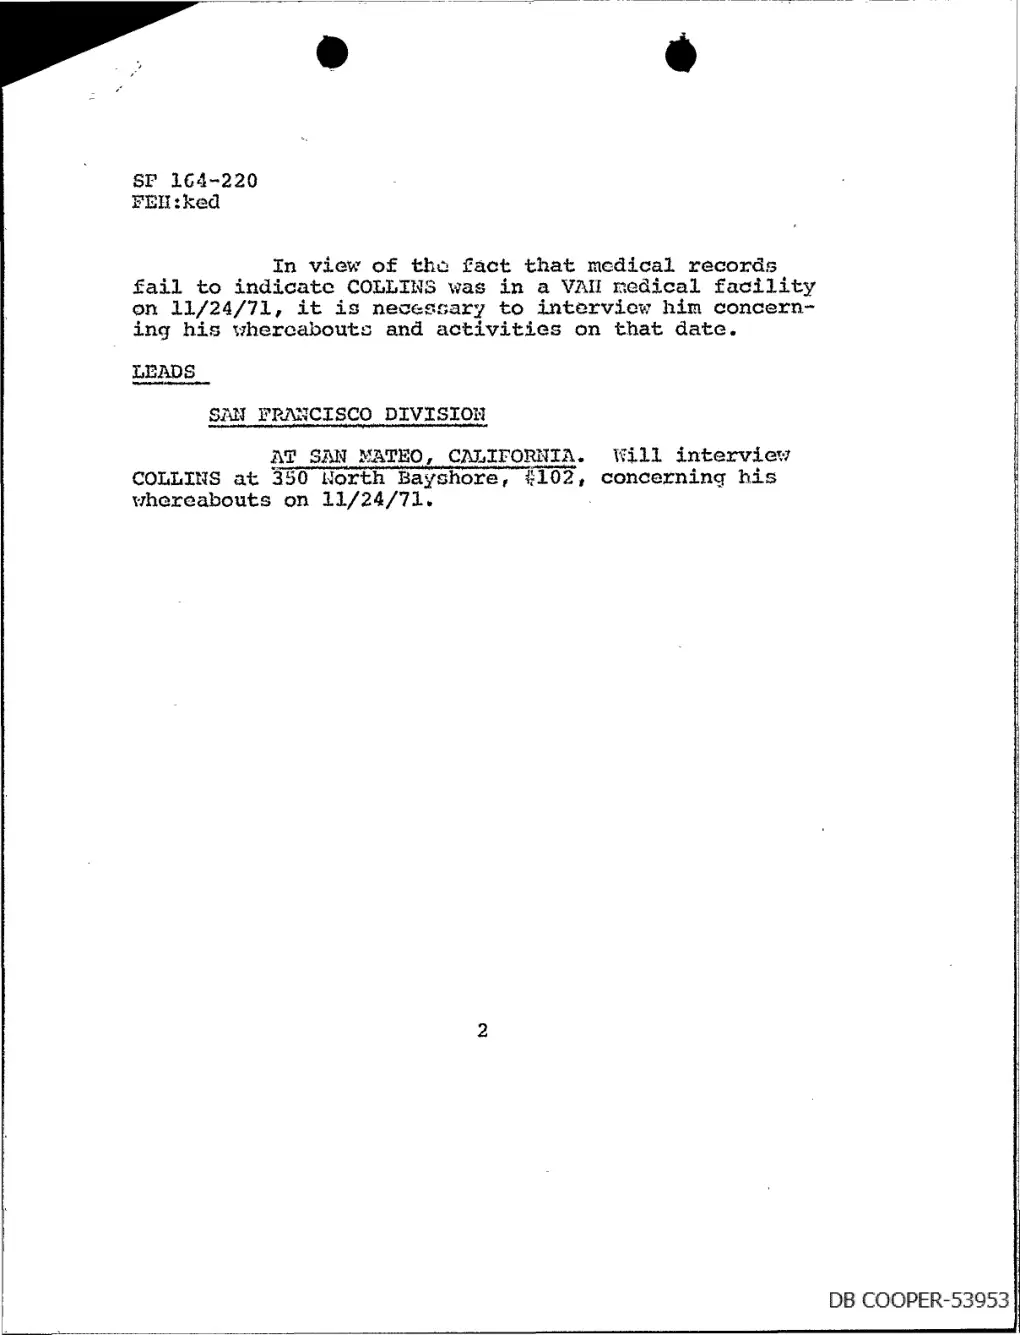 SF 164-220
FEH:ked
In view of the fact that medical records
fail to indicate COLLINS was in a VAH medical facility
on 11/24/71, it is necessary to interview him concern-
ing his whereabouts and activities on that date.
LEADS
SAN FRANCISCO DIVISION
AT SAN MATEO, CALIFORNIA. Will interview
COLLINS at 350 North Bayshore, #102, concerning his
whereabouts on 11/24/71.
2
DB COOPER-53953